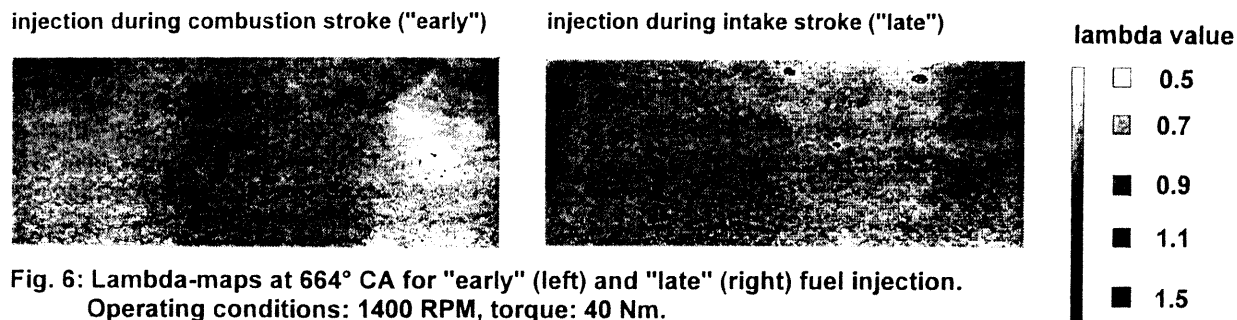 injection during combustion stroke ("early")
injection during intake stroke ("late")
lambda value
0.5
0.7
0.9
1.1
1.5
Fig. 6: Lambda-maps at 664° CA for "early" (left) and "late" (right) fuel injection.
Operating conditions: 1400 RPM, torque: 40 Nm.